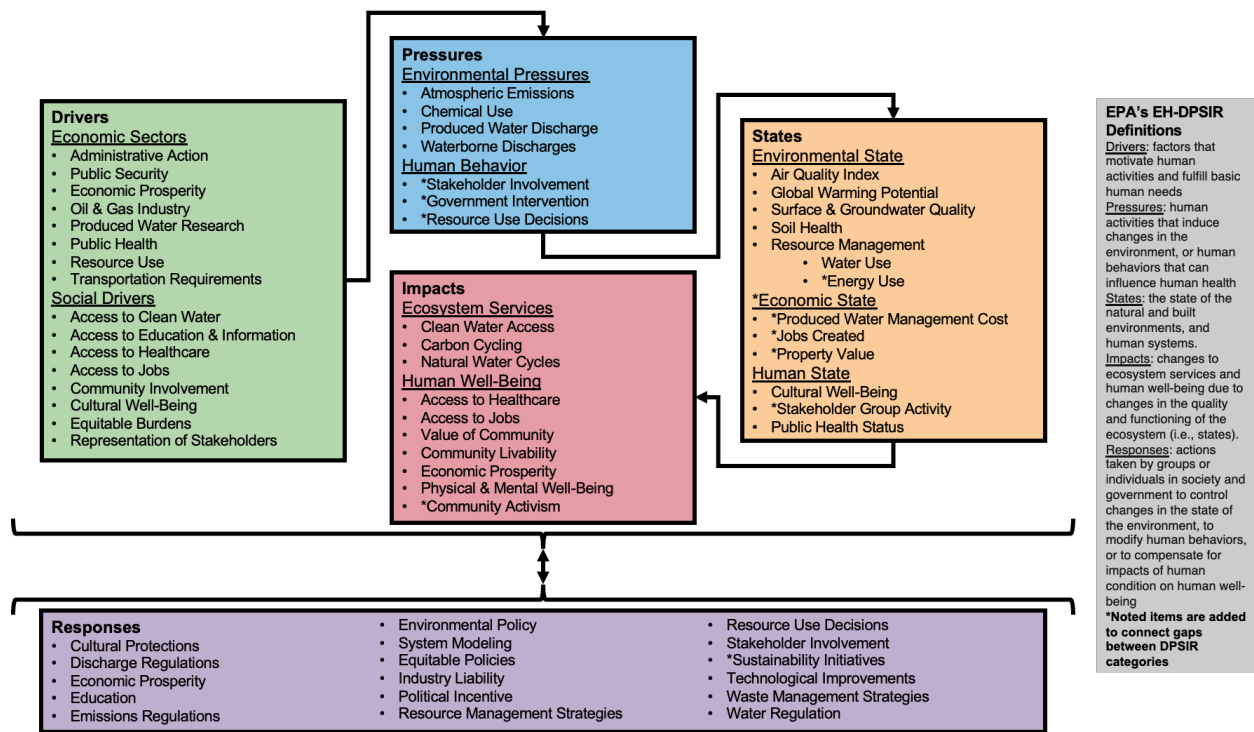 Drivers
Economic Sectors
• Administrative Action
• Public Security
• Economic Prosperity
• Oil & Gas Industry
• Produced Water Research
• Public Health
• Resource Use
• Transportation Requirements
Social Drivers
• Access to Clean Water
• Access to Education & Information
• Access to Healthcare
• Access to Jobs
• Community Involvement
• Cultural Well-Being
• Equitable Burdens
• Representation of Stakeholders
Pressures
Environmental Pressures
• Atmospheric Emissions
• Chemical Use
• Produced Water Discharge
• Waterborne Discharges
Human Behavior
• *Stakeholder Involvement
• *Government Intervention
• *Resource Use Decisions
States
Environmental State
• Air Quality Index
• Global Warming Potential
• Surface & Groundwater Quality
• Soil Health
• Resource Management
• Water Use
• *Energy Use
*Economic State
• *Produced Water Management Cost
• *Jobs Created
• *Property Value
Human State
• Cultural Well-Being
• *Stakeholder Group Activity
• Public Health Status
Impacts
Ecosystem Services
• Clean Water Access
• Carbon Cycling
• Natural Water Cycles
Human Well-Being
• Access to Healthcare
• Access to Jobs
• Value of Community
• Community Livability
• Economic Prosperity
• Physical & Mental Well-Being
• *Community Activism
Responses
• Cultural Protections
• Discharge Regulations
• Economic Prosperity
• Education
• Emissions Regulations
• Environmental Policy
• System Modeling
• Equitable Policies
• Industry Liability
• Political Incentive
• Resource Management Strategies
• Resource Use Decisions
• Stakeholder Involvement
• *Sustainability Initiatives
• Technological Improvements
• Waste Management Strategies
• Water Regulation
EPA's EH-DPSIR
Definitions
Drivers: factors that
motivate human
activities and fulfill basic
human needs
Pressures: human
activities that induce
changes in the
environment, or human
behaviors that can
influence human health
States: the state of the
natural and built
environments, and
human systems.
Impacts: changes to
ecosystem services and
human well-being due to
changes in the quality
and functioning of the
ecosystem (i.e., states).
Responses: actions
taken by groups or
individuals in society and
government to control
changes in the state of
the environment, to
modify human behaviors,
or to compensate for
impacts of human
condition on human well-
being
*Noted items are added
to connect gaps
between DPSIR
categories